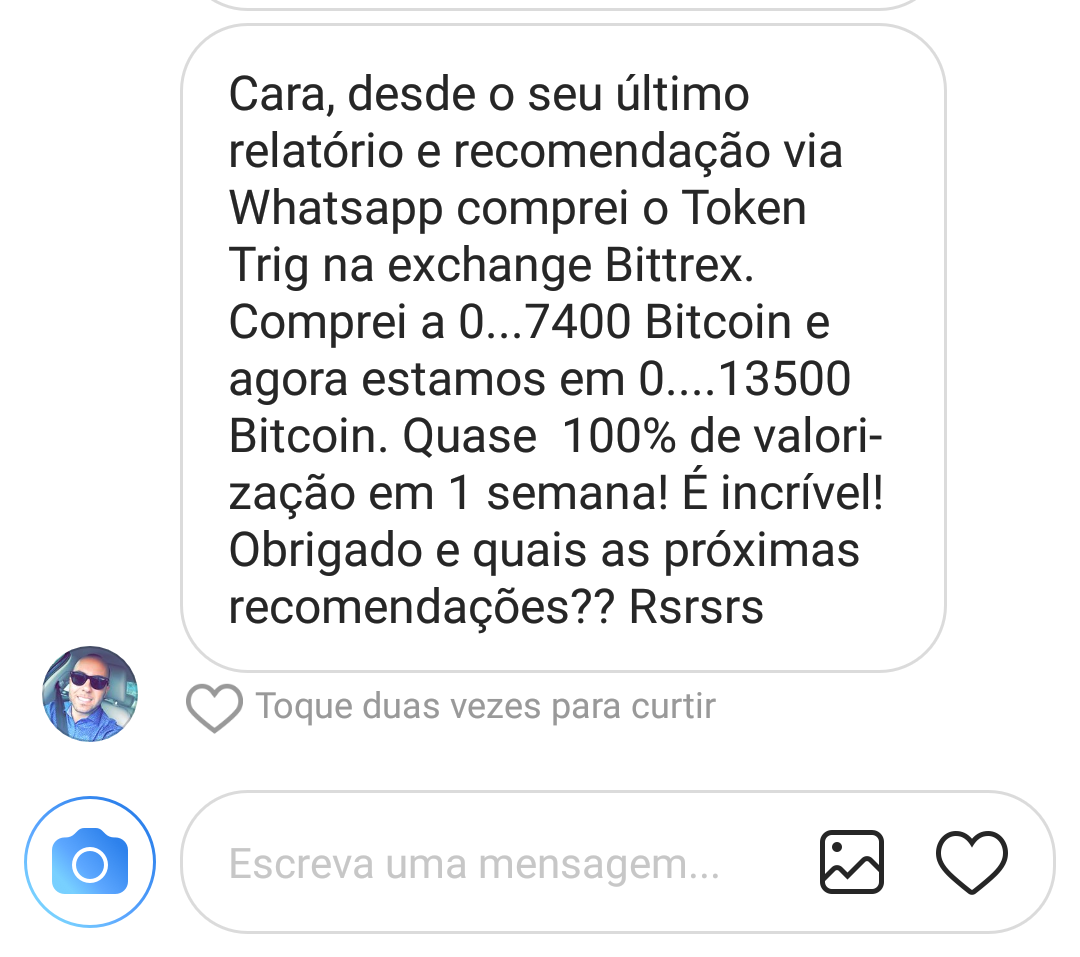 Cara, desde o seu último
relatório e recomendação via
Whatsapp comprei o Token
Trig na exchange Bittrex.
Comprei a 0...7400 Bitcoin e
agora estamos em 0....13500
Bitcoin. Quase  100% de valori-
zação em 1 semana! É incrível!
Obrigado e quais as próximas
recomendações?? Rsrsrs
Toque duas vezes para curtir
Escreva uma mensagem...